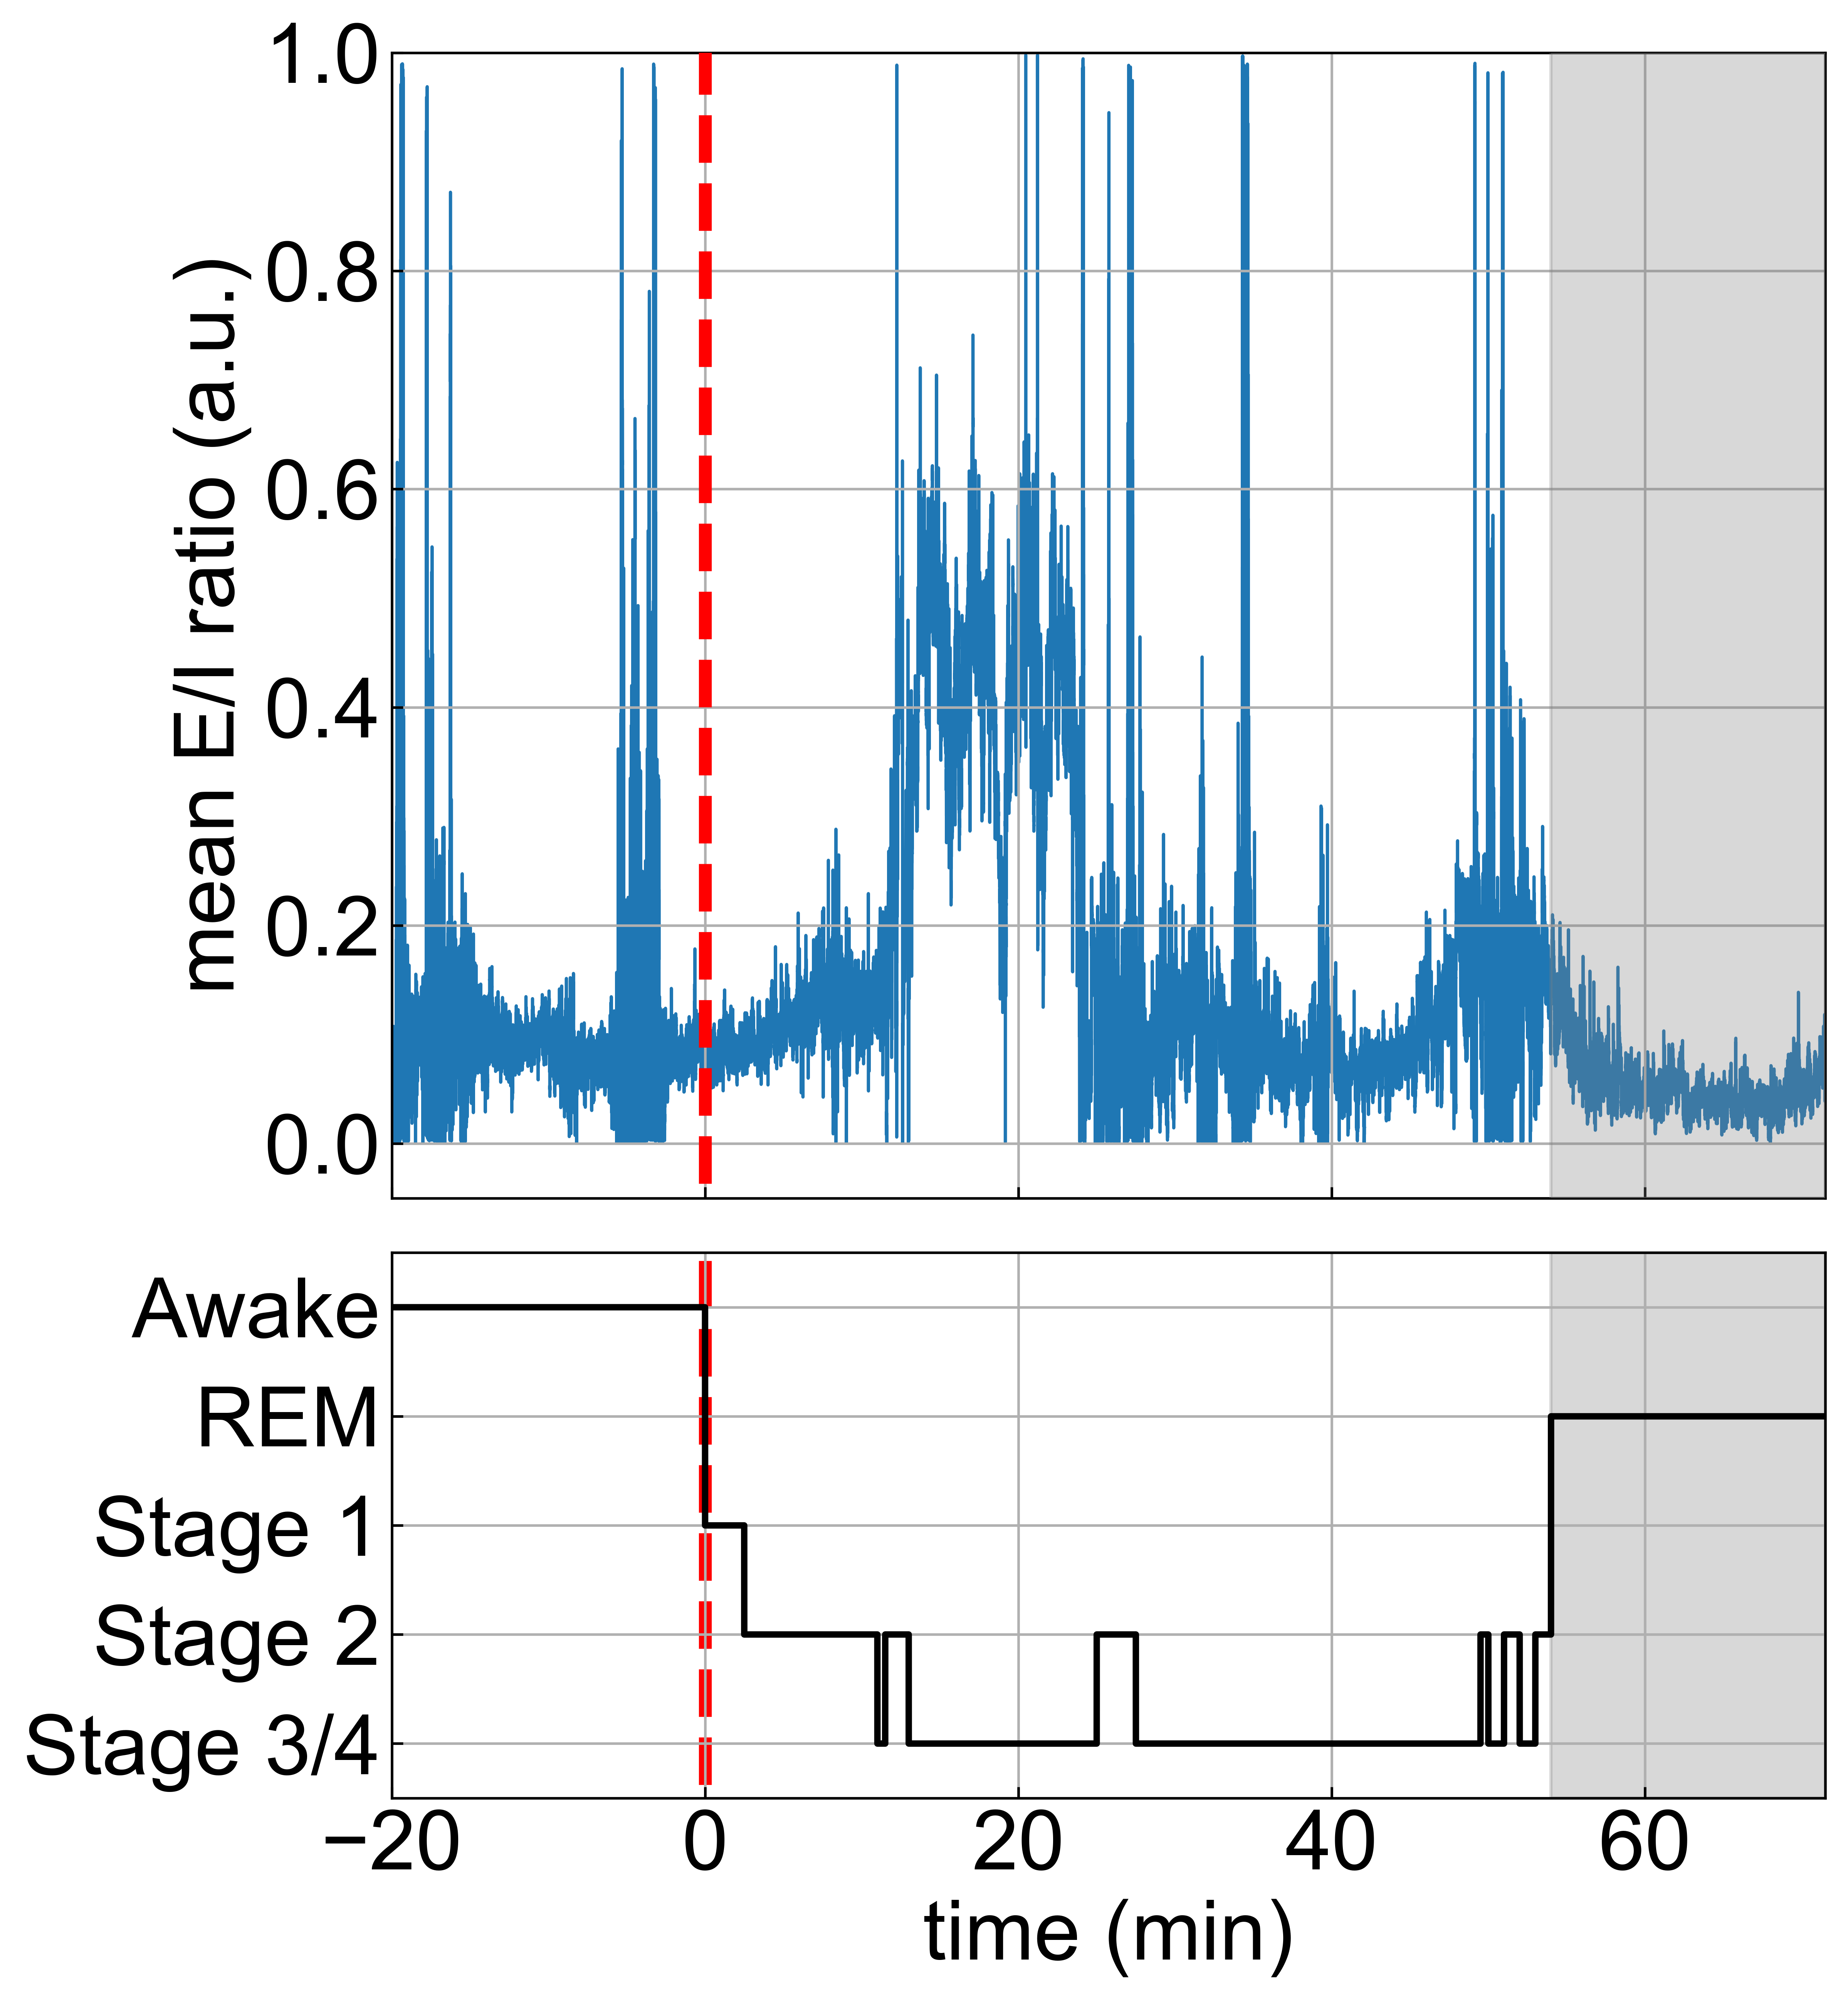 1.0
0.8
0.6
0.4
0.2
0.0
mean E/I ratio (a.u.)
Awake
REM
Stage 1
Stage 2
Stage 3/4
−20 0 20 40 60
time (min)